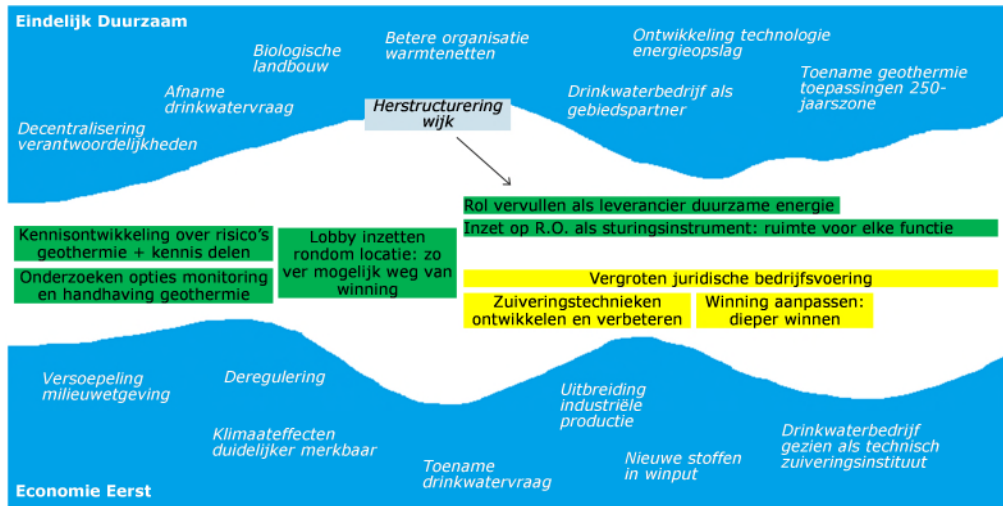 Eindelijk Duurzaam
Biologische
landbouw
Betere organisatie
warmtenetten
Ontwikkeling technologie
energieopslag
Afname
drinkwatervraag
Drinkwaterbedrijf als
gebiedspartner
Toename geothermie
toepassingen 250-
jaarszone
Decentralisering
verantwoordelijkheden
Herstructurering
wijk
Rol vervullen als leverancier duurzame energie
Inzet op R.O. als sturingsinstrument: ruimte voor elke functie
Kennisontwikkeling over risico's
geothermie + kennis delen
Onderzoeken opties monitoring
en handhaving geothermie
Lobby inzetten
rondom locatie: zo
ver mogelijk weg van
winning
Vergroten juridische bedrijfsvoering
Zuiveringstechnieken
ontwikkelen en verbeteren
Winning aanpassen:
dieper winnen
Versoepeling
milieuwetgeving
Deregulering
Klimaateffecten
duidelijker merkbaar
Toename
drinkwatervraag
Uitbreiding
industriële
productie
Nieuwe stoffen
in winput
Drinkwaterbedrijf
gezien als technisch
zuiveringsinstituut
Economie Eerst